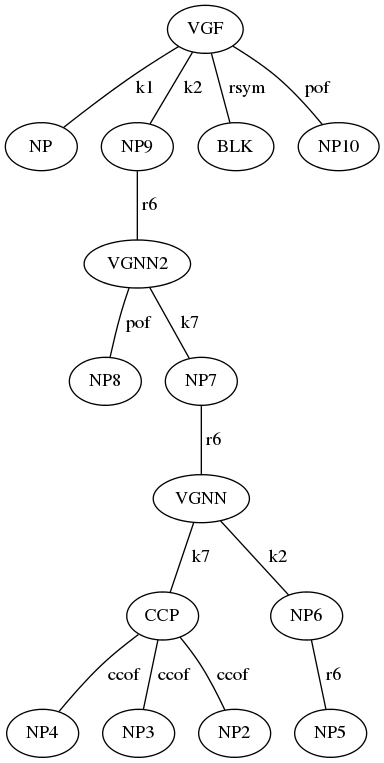 VGF
k1 k2 rsym pof
NP NP9 BLK NP10
r6
VGNN2
pof k7
NP8 NP7
r6
VGNN
k7 k2
CCP NP6
ccof ccof ccof r6
NP4 NP3 NP2 NP5